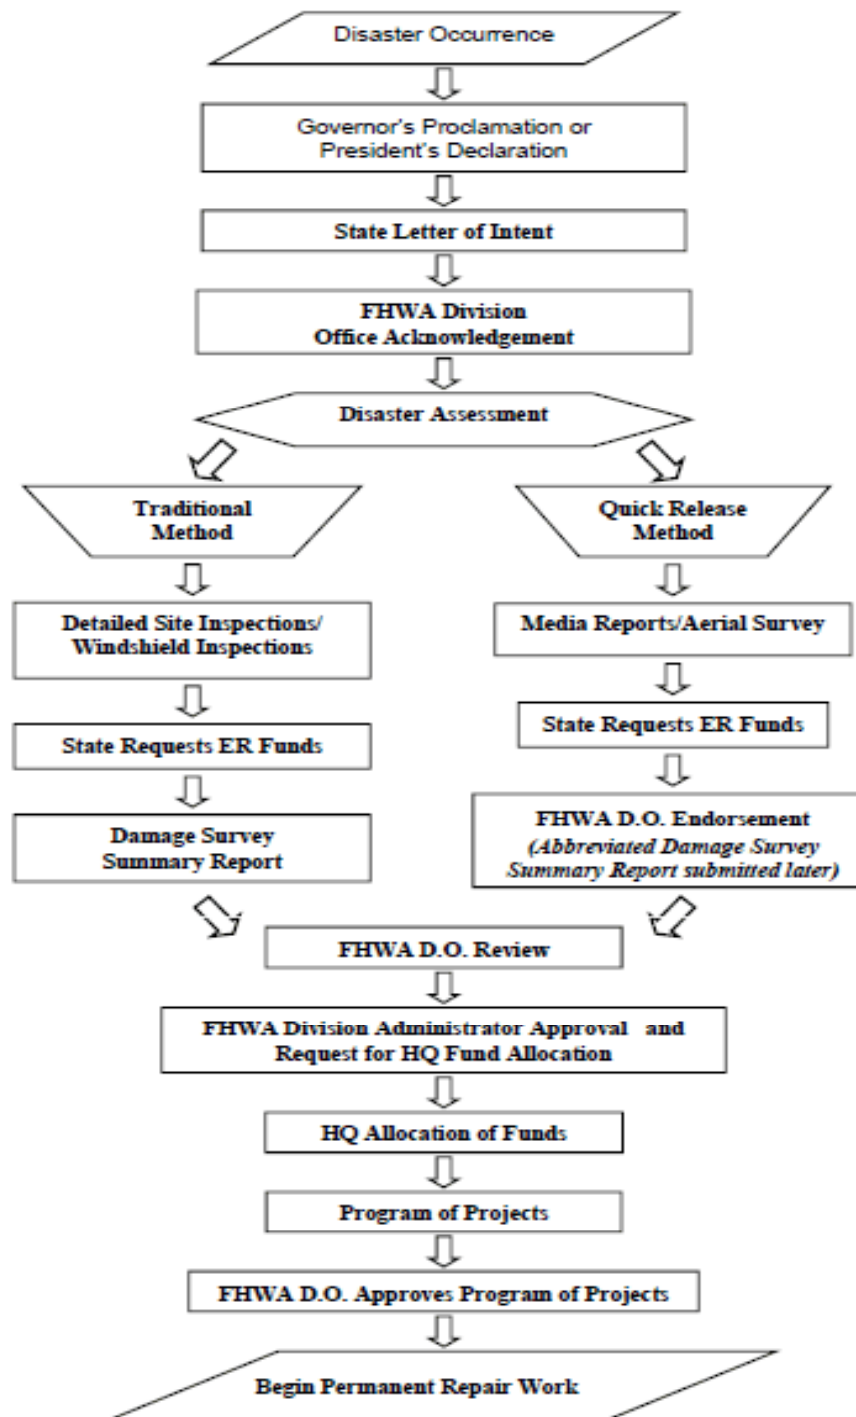 Disaster Occurrence
Governor's Proclamation or
President's Declaration
State Letter of Intent
FHWA Division
Office Acknowledgement
Disaster Assessment
Traditional
Method
Quick Release
Method
Detailed Site Inspections/
Windshield Inspections
Media Reports/Aerial Survey
State Requests ER Funds
State Requests ER Funds
Damage Survey
Summary Report
FHWA D.O. Endorsement
(Abbreviated Damage Survey
Summary Report submitted later)
FHWA D.O. Review
FHWA Division Administrator Approval and
Request for HQ Fund Allocation
HQ Allocation of Funds
Program of Projects
FHWA D.O. Approves Program of Projects
Begin Permanent Repair Work